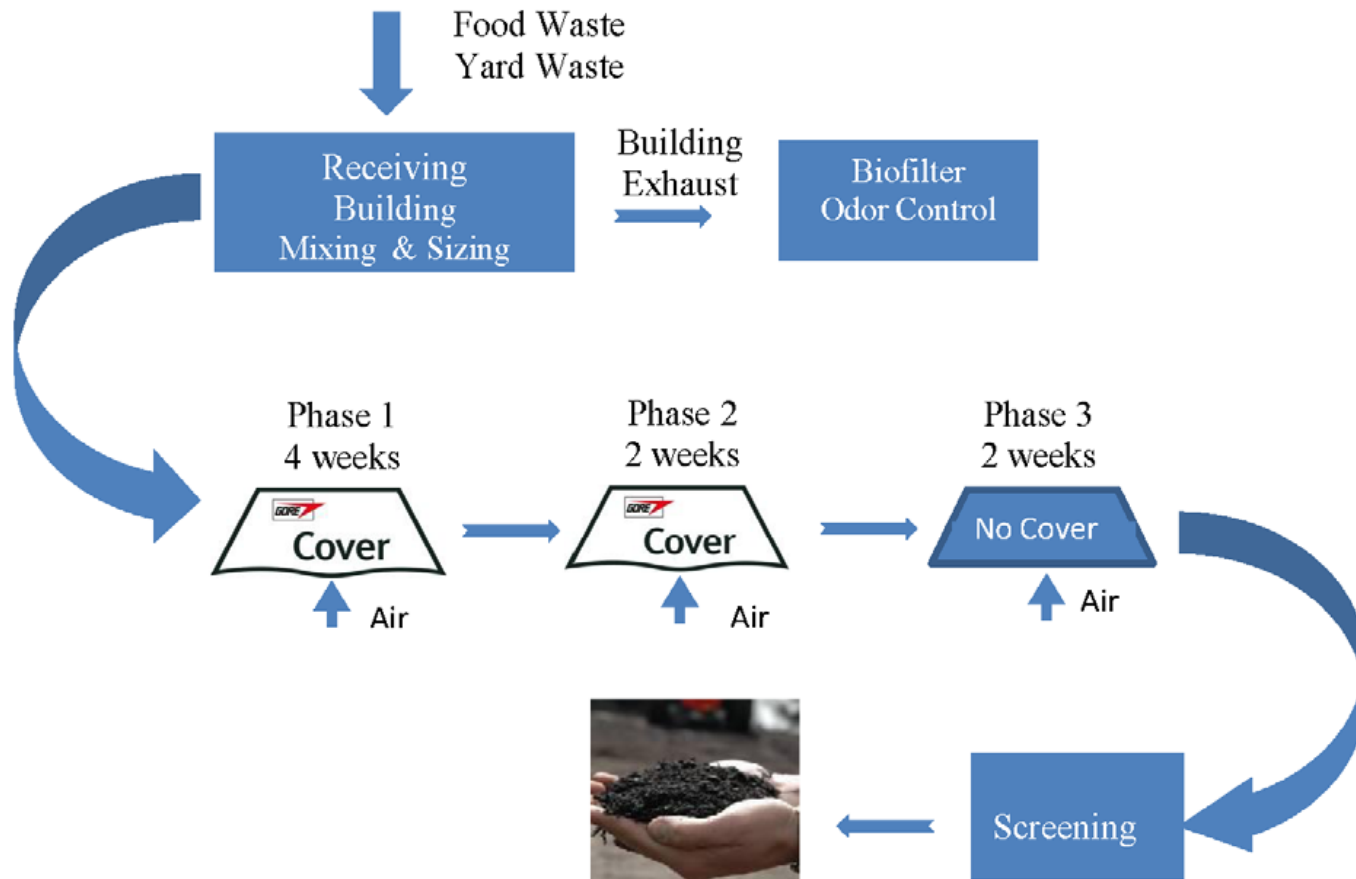 Food Waste
Yard Waste
Receiving
Building
Mixing & Sizing
Building
Exhaust
Biofilter
Odor Control
Phase 1
4 weeks
Phase 2
2 weeks
Phase 3
2 weeks
GORE
Cover
GORE
Cover
No Cover
Air
Air
Air
Screening